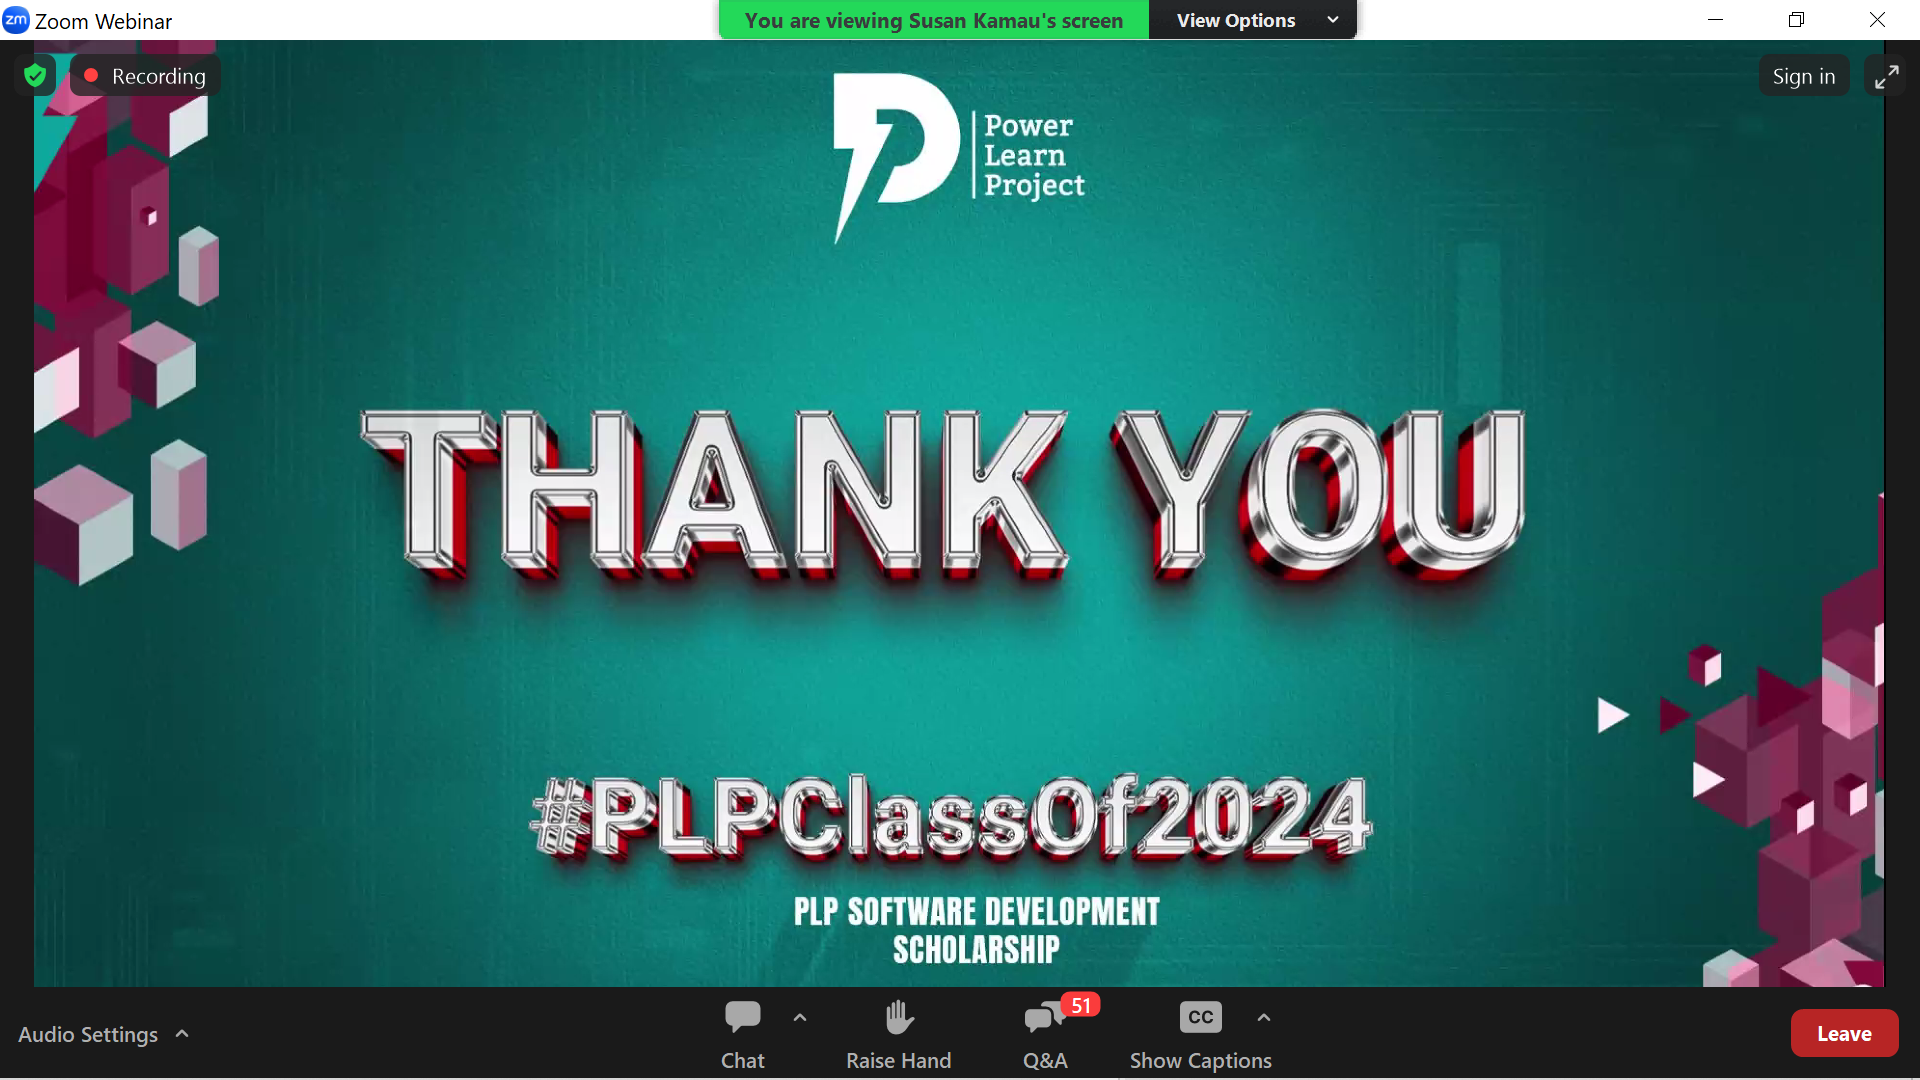 zm Zoom Webinar
You are viewing Susan Kamau's screen View Options
Recording
Sign in
Power
Learn
Project
THANK YOU
#PLPClassOf2024
PLP SOFTWARE DEVELOPMENT
SCHOLARSHIP
Audio Settings
51
CC
Chat Raise Hand Q&A Show Captions
Leave